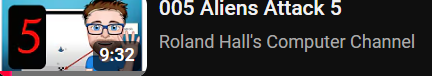 005 Aliens Attack 5
5
9:32
Roland Hall's Computer Channel